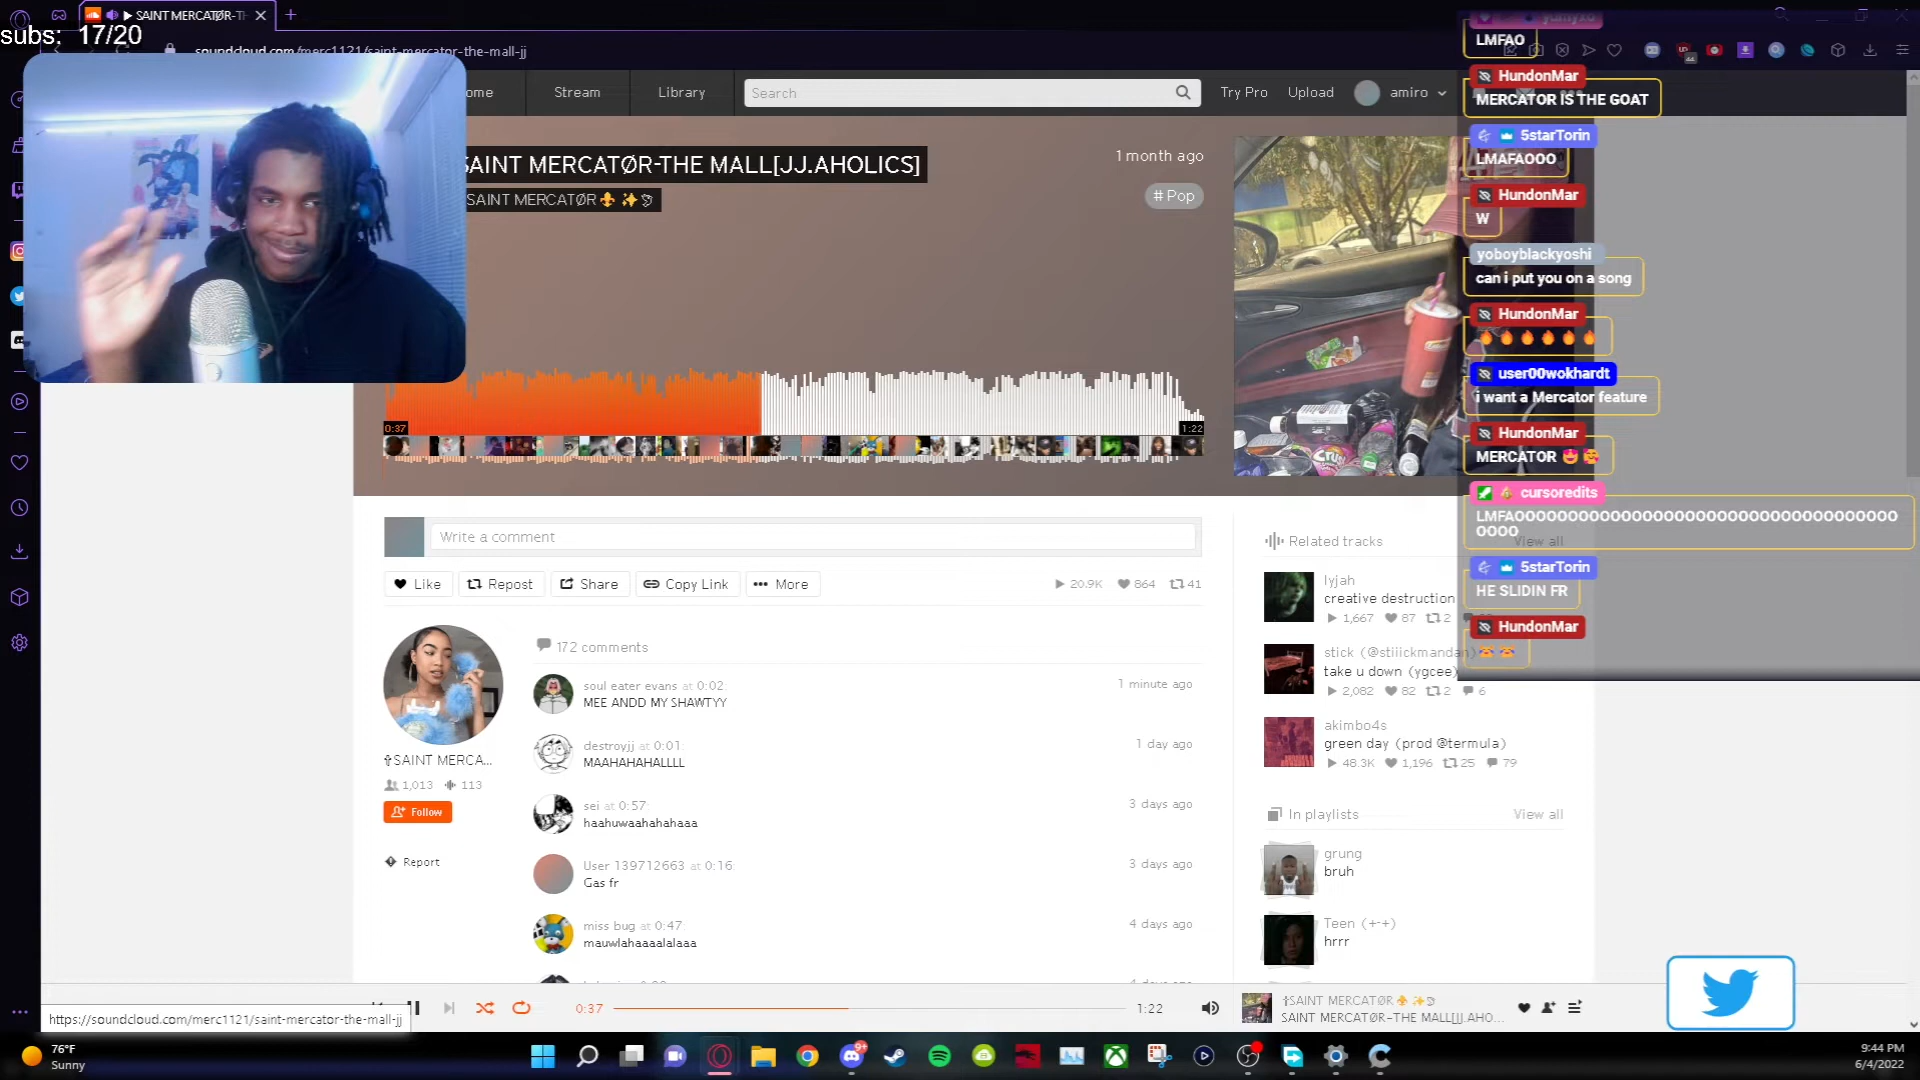 SAINT MERCATØR-TH
subs: 17/20
soundcloud.com/merc1121/saint-mercator-the-mall-jj
ome
Stream
Library
Search
Try Pro
Upload
amiro
SAINT MERCATØR-THE MALL[JJ.AHOLICS]
SAINT MERCATØR
1 month ago
# Pop
0:37
1:22
Write a comment
Like
Repost
Share
Copy Link
More
20.9K
864
41
SAINT MERCA...
1,013
113
Follow
Report
172 comments
soul eater evans at 0:02:
1 minute ago
MEE ANDD MY SHAWTYY
destroyjj at 0:01:
1 day ago
MAAHAHAHALLLL
sei at 0:57:
3 days ago
haahuwaahahahaaa
User 139712663 at 0:16:
3 days ago
Gas fr
miss bug at 0:47:
4 days ago
mauwlahaaaalalaaa
Related tracks
View all
lyjah
creative destruction
1,667
87
2
stick (@stiiickmandan)
take u down (ygcee)
2,082
82
2
6
akimbo4s
green day (prod @termula)
48.3K
1,196
25
79
In playlists
View all
grung
bruh
Teen (+-+)
hrrr
LMFAO
HundonMar
MERCATOR IS THE GOAT
5starTorin
LMAFAOOO
HundonMar
W
yoboyblackyoshi
can i put you on a song
HundonMar
🔥🔥🔥🔥🔥🔥
user00wokhardt
i want a Mercator feature
HundonMar
MERCATOR 😍🥰
cursoredits
LMFAOOOOOOOOOOOOOOOOOOOOOOOOOOOOOOOOOOOO
OOOO
5starTorin
HE SLIDIN FR
HundonMar
0:37
1:22
SAINT MERCATØR
SAINT MERCATØR-THE MALL[JJ.AHO...
https://soundcloud.com/merc1121/saint-mercator-the-mall-jj
76°F
Sunny
9+
9:44 PM
6/4/2022